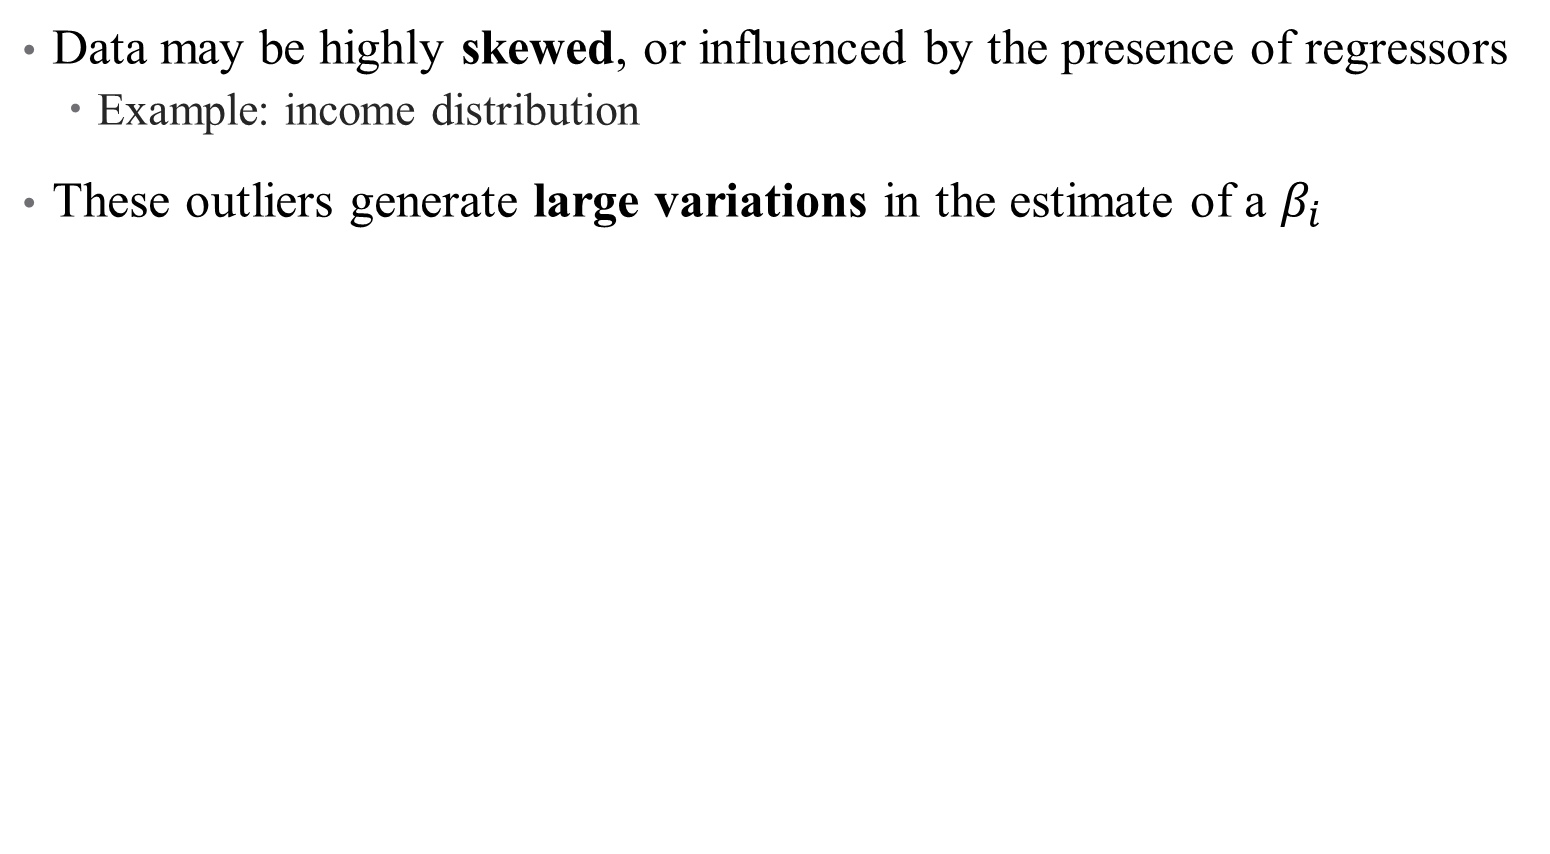 • Data may be highly skewed, or influenced by the presence of regressors
• Example: income distribution
• These outliers generate large variations in the estimate of a βᵢ